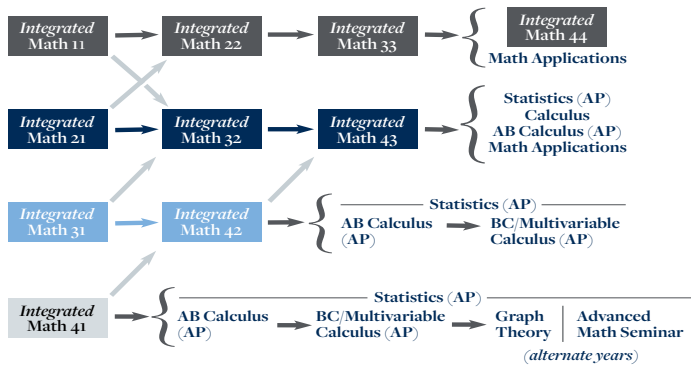 Integrated
Math 11
Integrated
Math 22
Integrated
Math 33
Integrated
Math 44
Math Applications
Integrated
Math 21
Integrated
Math 32
Integrated
Math 43
Statistics (AP)
Calculus
AB Calculus (AP)
Math Applications
Integrated
Math 31
Integrated
Math 42
Statistics (AP)
AB Calculus
(AP)
BC/Multivariable
Calculus (AP)
Integrated
Math 41
Statistics (AP)
AB Calculus
(AP)
BC/Multivariable
Calculus (AP)
Graph
Theory
Advanced
Math Seminar
(alternate years)